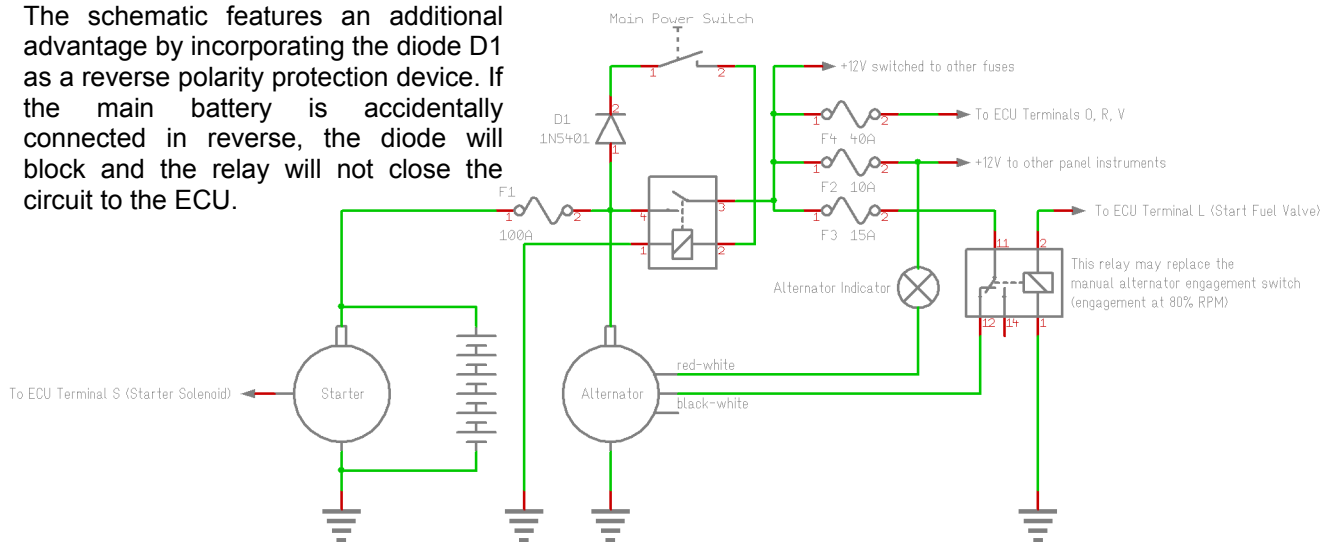 The schematic features an additional
advantage by incorporating the diode D1
as a reverse polarity protection device. If
the main battery is accidentally
connected in reverse, the diode will
block and the relay will not close the
circuit to the ECU.
Main Power Switch
1 2
+12V switched to other fuses
2
D1
1N5401
1
1 2
F4 40A
To ECU Terminals O, R, V
1 2
F2 10A
+12V to other panel instruments
F1
1 2
100A
4 3
1 2
1 2
F3 15A
To ECU Terminal L (Start Fuel Valve)
11 2
This relay may replace the
manual alternator engagement switch
(engagement at 80% RPM)
12 14 1
Alternator Indicator
red-white
To ECU Terminal S (Starter Solenoid)
Starter
Alternator
black-white